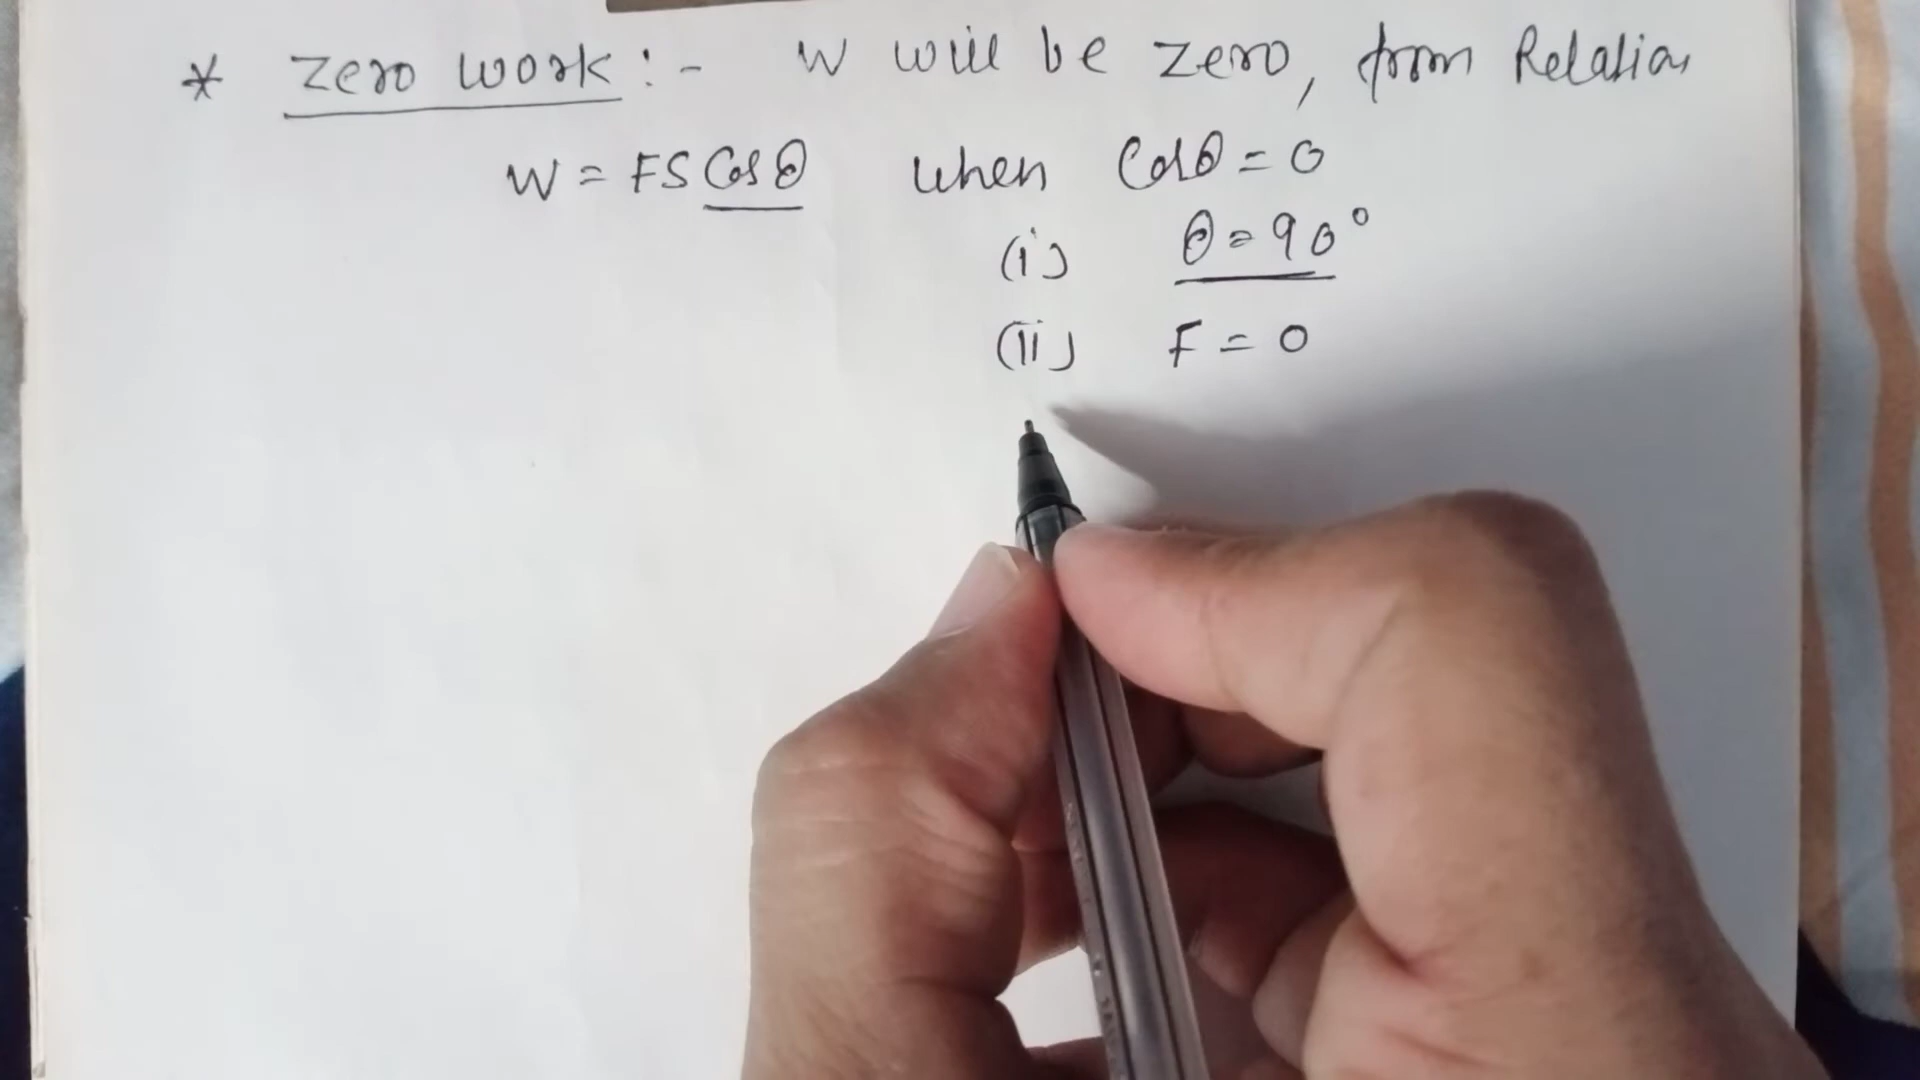 * Zero work :- W will be zero, from Relation
W = FS Cos θ when Cos θ = 0
(i) θ = 90°
(ii) F = 0